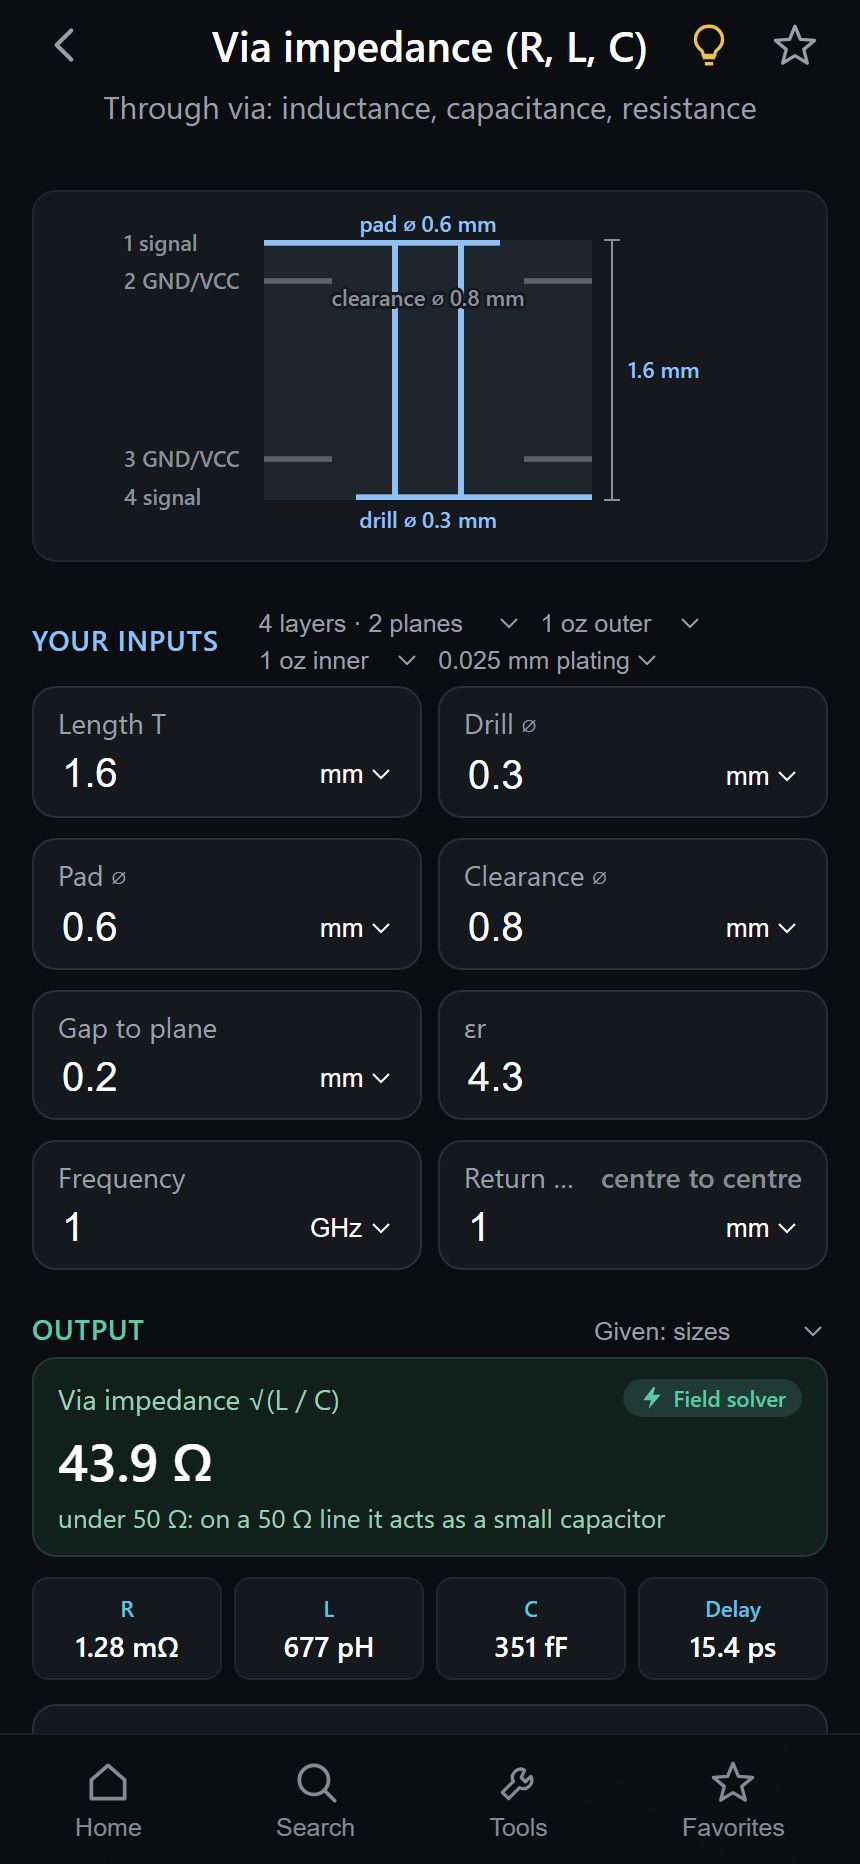 Via impedance (R, L, C)
Through via: inductance, capacitance, resistance
pad ⌀ 0.6 mm
1 signal
2 GND/VCC
clearance ⌀ 0.8 mm
1.6 mm
3 GND/VCC
4 signal
drill ⌀ 0.3 mm
YOUR INPUTS
4 layers · 2 planes
1 oz outer
1 oz inner
0.025 mm plating
Length T
1.6 mm
Drill ⌀
0.3 mm
Pad ⌀
0.6 mm
Clearance ⌀
0.8 mm
Gap to plane
0.2 mm
εr
4.3
Frequency
1 GHz
Return ... centre to centre
1 mm
OUTPUT
Given: sizes
Via impedance √(L / C)
Field solver
43.9 Ω
under 50 Ω: on a 50 Ω line it acts as a small capacitor
R
1.28 mΩ
L
677 pH
C
351 fF
Delay
15.4 ps
Home
Search
Tools
Favorites